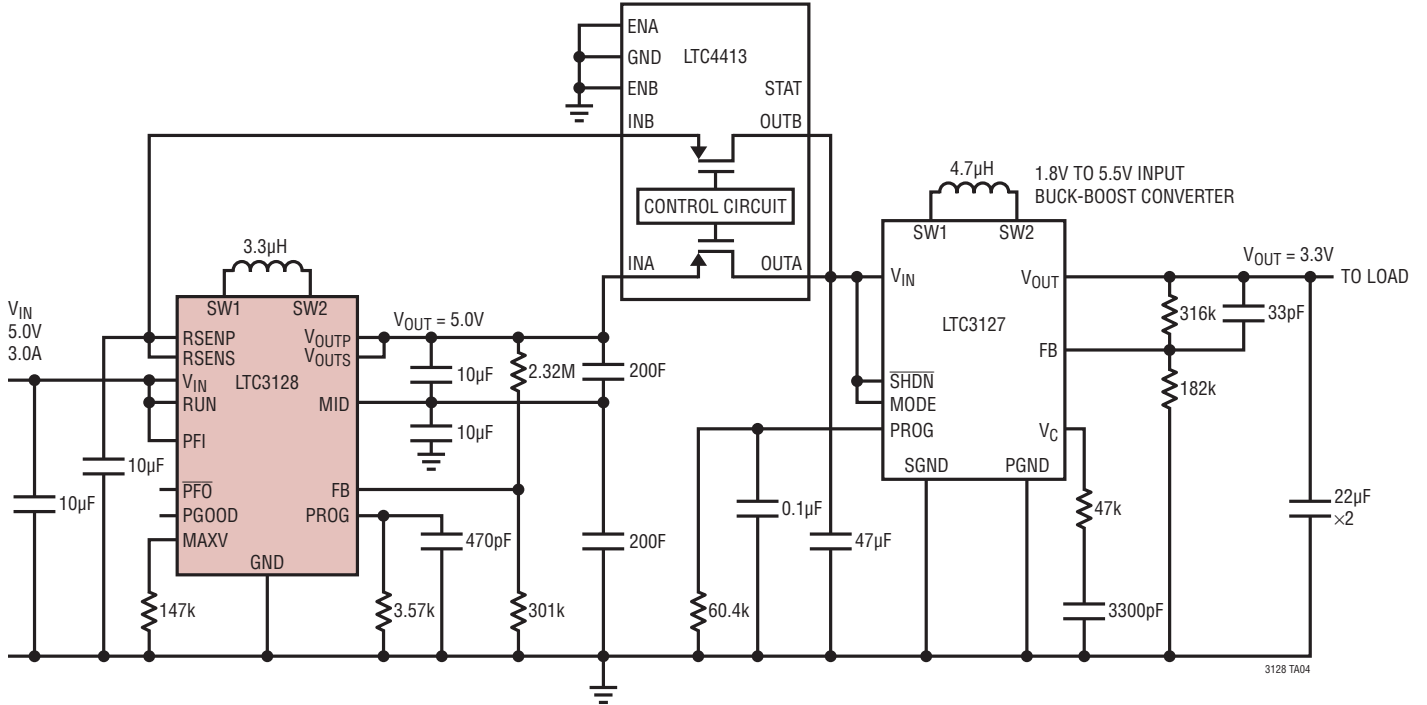 ENA
GND
ENB
LTC4413
STAT
INB
OUTB
CONTROL CIRCUIT
INA
OUTA
4.7µH
1.8V TO 5.5V INPUT
BUCK-BOOST CONVERTER
SW1
SW2
VIN
VOUT
LTC3127
FB
SHDN
MODE
PROG
VC
SGND
PGND
VOUT = 3.3V
TO LOAD
316k
33pF
182k
47k
3300pF
22µF
×2
0.1µF
47µF
60.4k
3.3µH
SW1
SW2
VIN
5.0V
3.0A
RSENP
RSENS
VIN
RUN
PFI
PFO
PGOOD
MAXV
LTC3128
VOUTP
VOUTS
MID
FB
PROG
GND
VOUT = 5.0V
10µF
2.32M
200F
10µF
10µF
10µF
470pF
200F
147k
3.57k
301k
3128 TA04